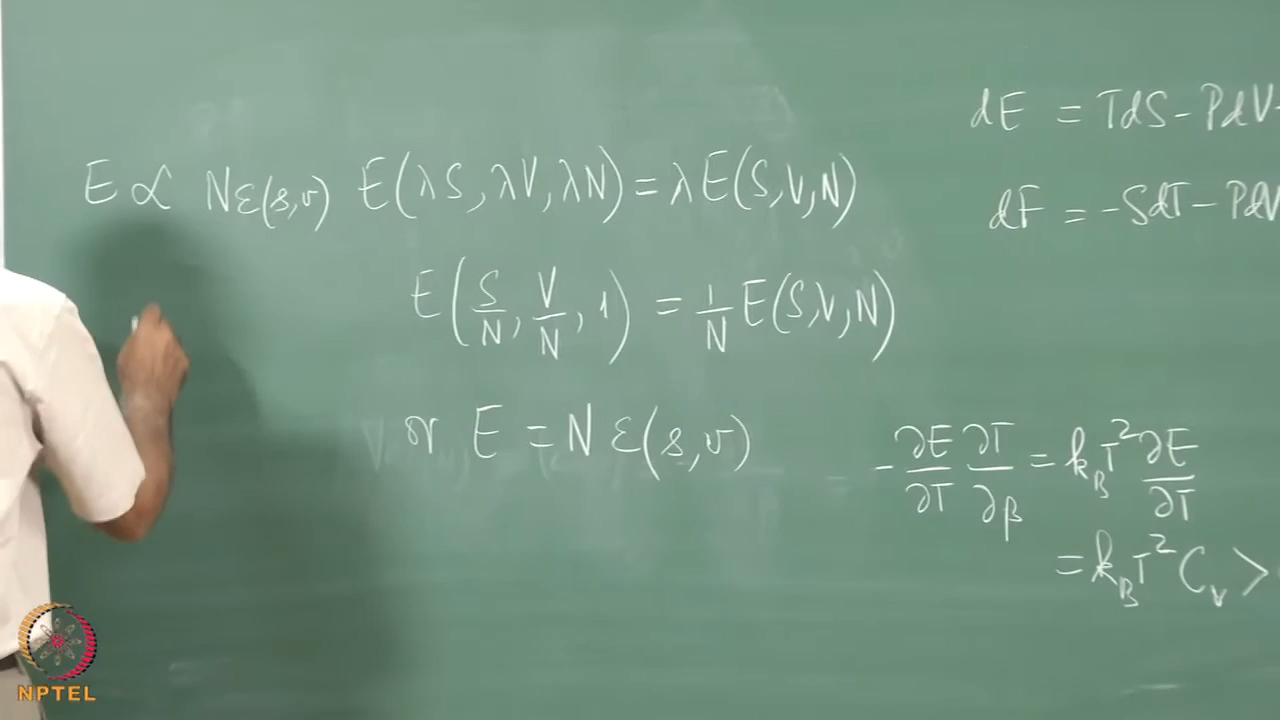 E ∝ Nε(s,v) E(λS, λV, λN) = λE(S,V,N)
E(S/N, V/N, 1) = 1/N E(S,V,N)
or E = N ε(s,v)
dE = TdS - PdV
dF = -SdT - PdV
-∂E/∂T ∂T/∂β = k_B T² ∂E/∂T
= k_B T² C_V >
NPTEL